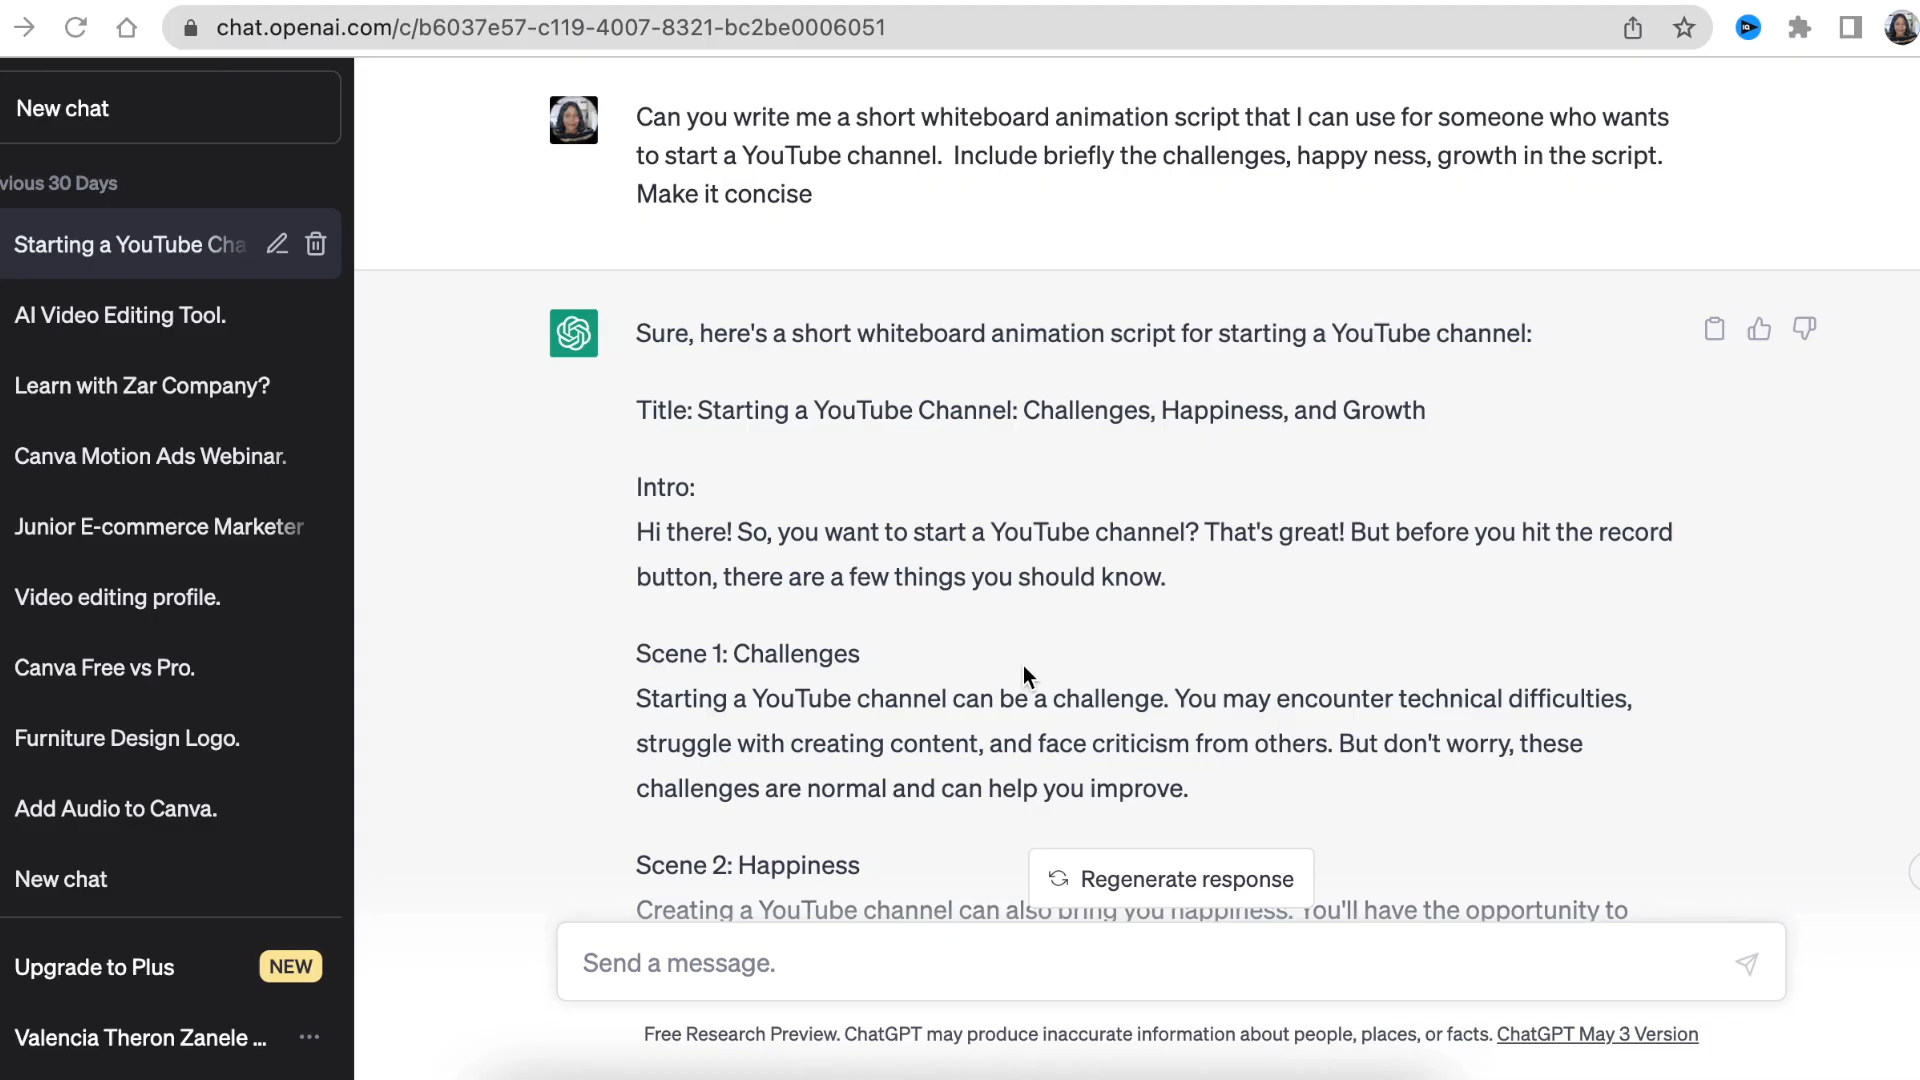 chat.openai.com/c/b6037e57-c119-4007-8321-bc2be0006051
New chat
vious 30 Days
Starting a YouTube Cha
AI Video Editing Tool.
Learn with Zar Company?
Canva Motion Ads Webinar.
Junior E-commerce Marketer
Video editing profile.
Canva Free vs Pro.
Furniture Design Logo.
Add Audio to Canva.
New chat
Upgrade to Plus NEW
Valencia Theron Zanele ...
Can you write me a short whiteboard animation script that I can use for someone who wants
to start a YouTube channel.  Include briefly the challenges, happy ness, growth in the script.
Make it concise
Sure, here's a short whiteboard animation script for starting a YouTube channel:
Title: Starting a YouTube Channel: Challenges, Happiness, and Growth
Intro:
Hi there! So, you want to start a YouTube channel? That's great! But before you hit the record
button, there are a few things you should know.
Scene 1: Challenges
Starting a YouTube channel can be a challenge. You may encounter technical difficulties,
struggle with creating content, and face criticism from others. But don't worry, these
challenges are normal and can help you improve.
Scene 2: Happiness
Creating a YouTube channel can also bring you happiness. You'll have the opportunity to
Regenerate response
Send a message.
Free Research Preview. ChatGPT may produce inaccurate information about people, places, or facts. ChatGPT May 3 Version